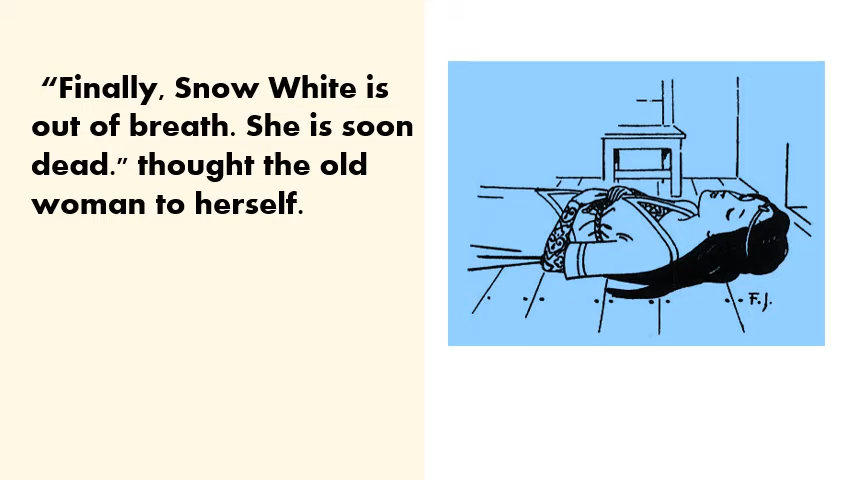 “Finally, Snow White is
out of breath. She is soon
dead.” thought the old
woman to herself.
F.J.